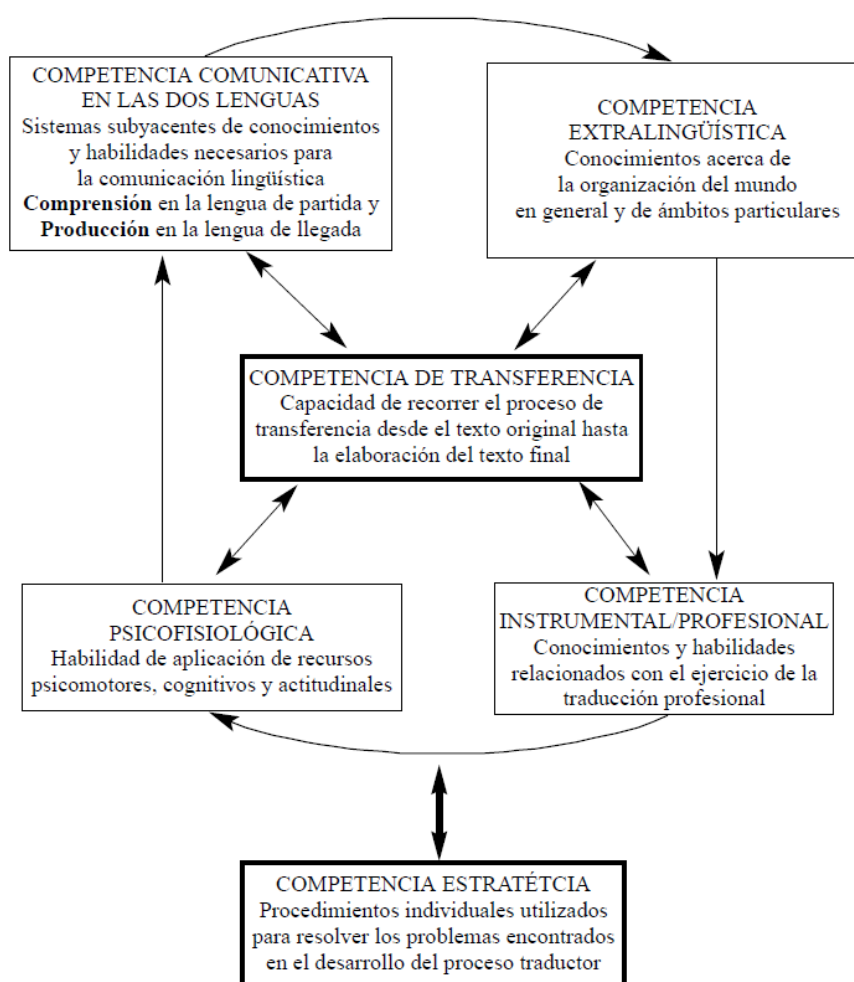 COMPETENCIA COMUNICATIVA
EN LAS DOS LENGUAS
Sistemas subyacentes de conocimientos
y habilidades necesarios para
la comunicación lingüística
Comprensión en la lengua de partida y
Producción en la lengua de llegada
COMPETENCIA
EXTRALINGÜÍSTICA
Conocimientos acerca de
la organización del mundo
en general y de ámbitos particulares
COMPETENCIA DE TRANSFERENCIA
Capacidad de recorrer el proceso de
transferencia desde el texto original hasta
la elaboración del texto final
COMPETENCIA
PSICOFISIOLÓGICA
Habilidad de aplicación de recursos
psicomotores, cognitivos y actitudinales
COMPETENCIA
INSTRUMENTAL/PROFESIONAL
Conocimientos y habilidades
relacionados con el ejercicio de la
traducción profesional
COMPETENCIA ESTRATÉTCIA
Procedimientos individuales utilizados
para resolver los problemas encontrados
en el desarrollo del proceso traductor